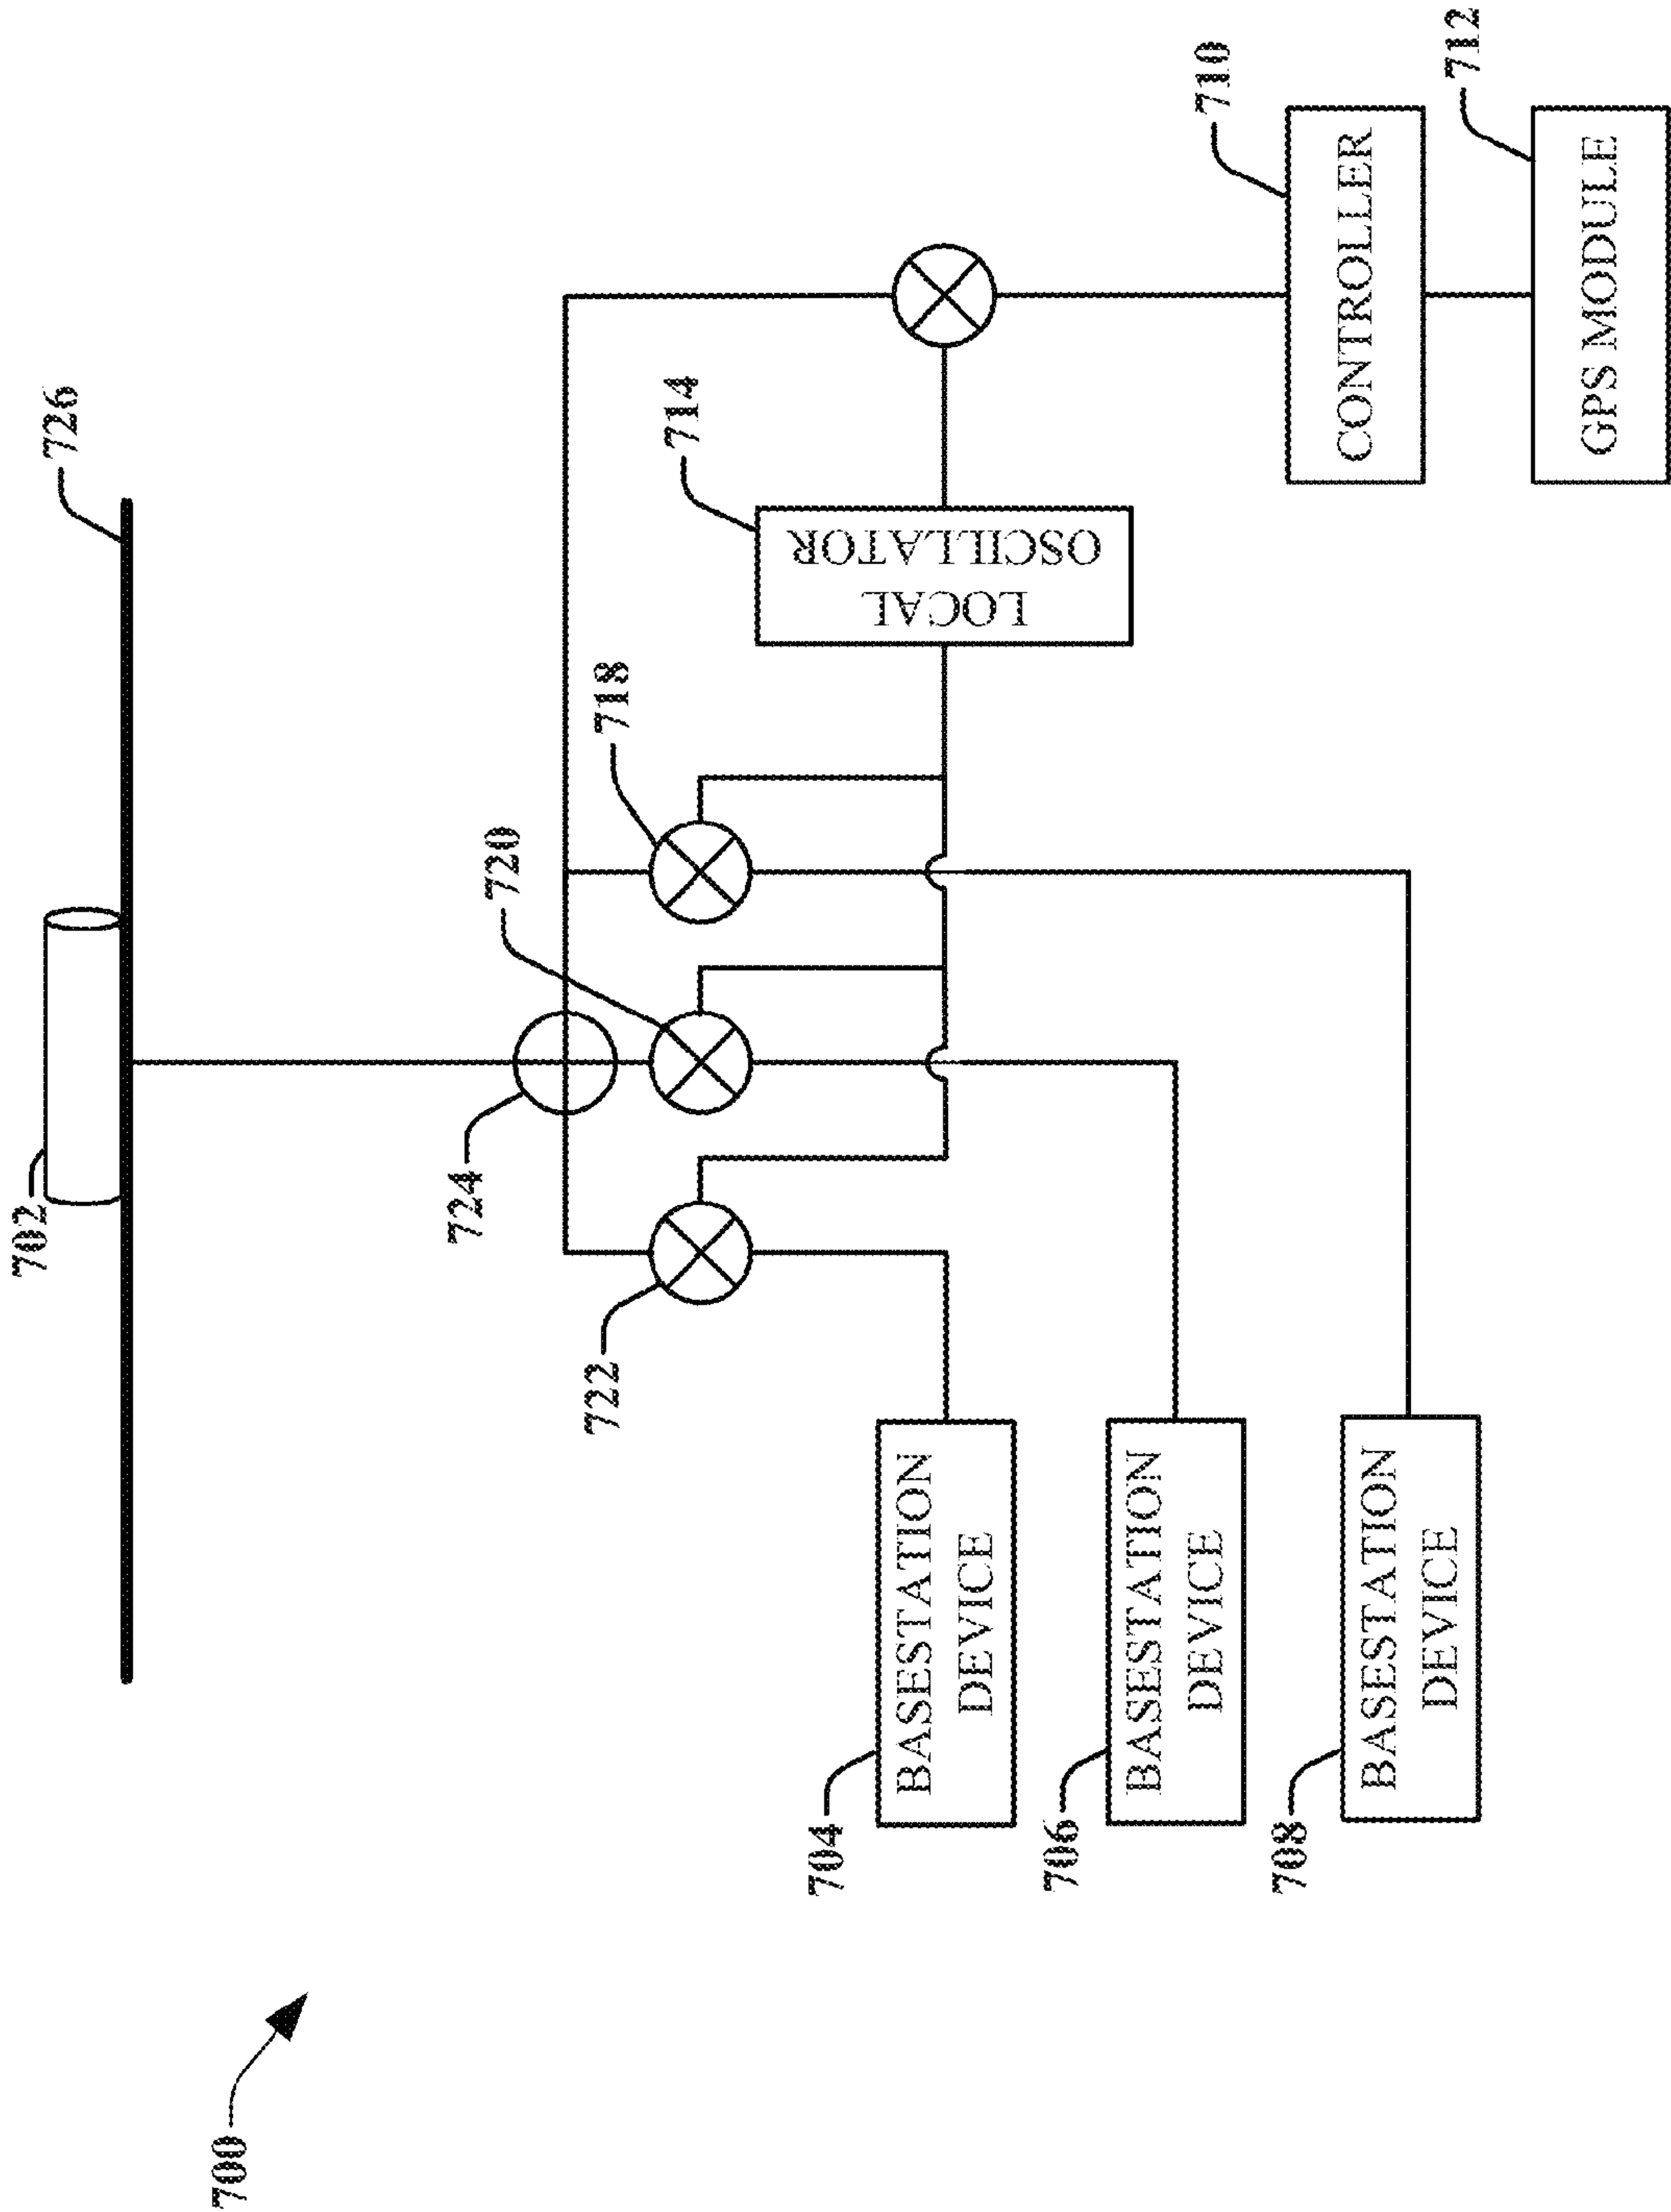 700
702
726
724
720
718
722
714
LOCAL
OSCILLATOR
710
CONTROLLER
712
GPS MODULE
704
BASESTATION
DEVICE
706
BASESTATION
DEVICE
708
BASESTATION
DEVICE